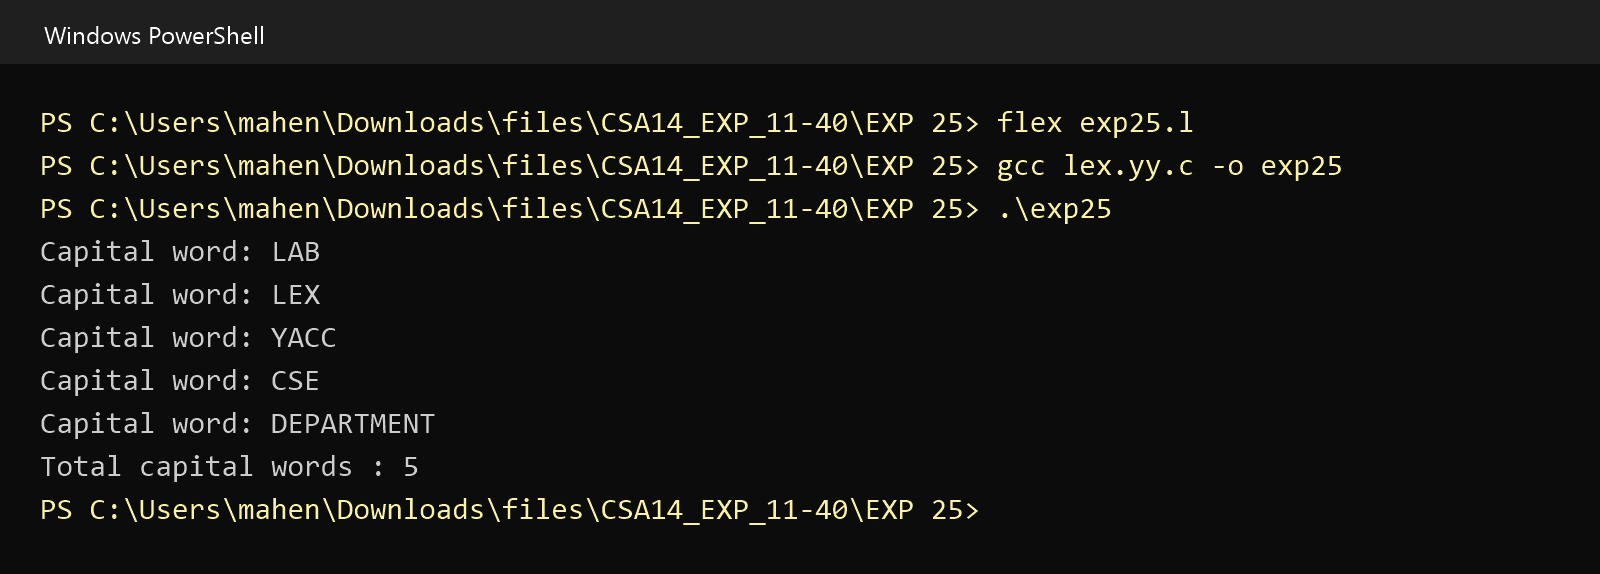 Windows PowerShell
PS C:\Users\mahen\Downloads\files\CSA14_EXP_11-40\EXP 25> flex exp25.l
PS C:\Users\mahen\Downloads\files\CSA14_EXP_11-40\EXP 25> gcc lex.yy.c -o exp25
PS C:\Users\mahen\Downloads\files\CSA14_EXP_11-40\EXP 25> .\exp25
Capital word: LAB
Capital word: LEX
Capital word: YACC
Capital word: CSE
Capital word: DEPARTMENT
Total capital words : 5
PS C:\Users\mahen\Downloads\files\CSA14_EXP_11-40\EXP 25>